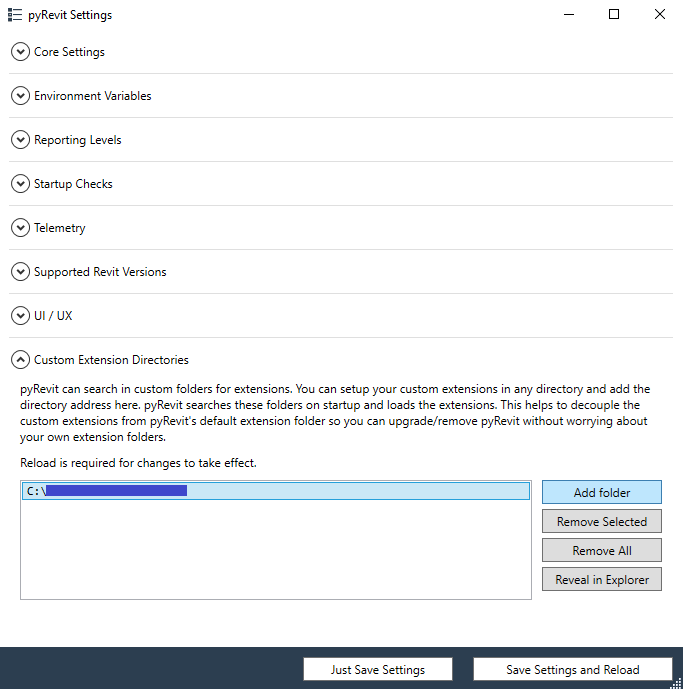 pyRevit Settings
Core Settings
Environment Variables
Reporting Levels
Startup Checks
Telemetry
Supported Revit Versions
UI / UX
Custom Extension Directories
pyRevit can search in custom folders for extensions. You can setup your custom extensions in any directory and add the
directory address here. pyRevit searches these folders on startup and loads the extensions. This helps to decouple the
custom extensions from pyRevit's default extension folder so you can upgrade/remove pyRevit without worrying about
your own extension folders.
Reload is required for changes to take effect.
C:\
Add folder
Remove Selected
Remove All
Reveal in Explorer
Just Save Settings
Save Settings and Reload